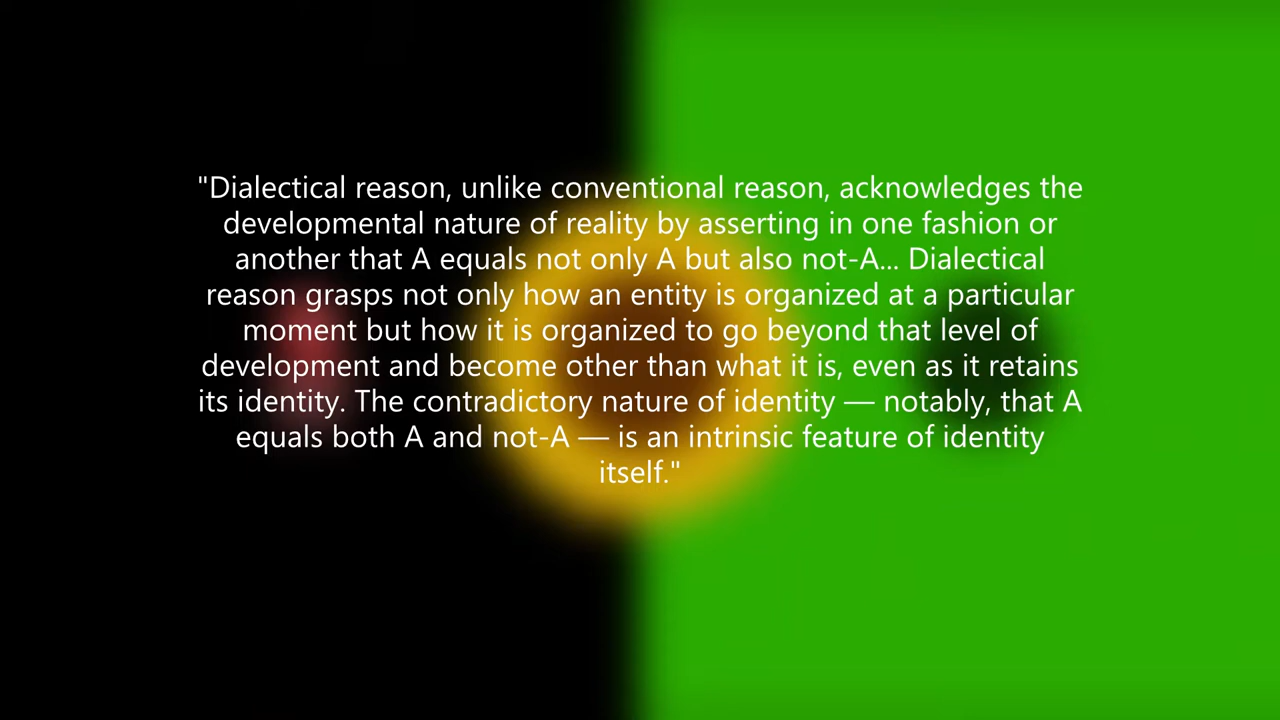 "Dialectical reason, unlike conventional reason, acknowledges the
developmental nature of reality by asserting in one fashion or
another that A equals not only A but also not-A... Dialectical
reason grasps not only how an entity is organized at a particular
moment but how it is organized to go beyond that level of
development and become other than what it is, even as it retains
its identity. The contradictory nature of identity — notably, that A
equals both A and not-A — is an intrinsic feature of identity
itself."